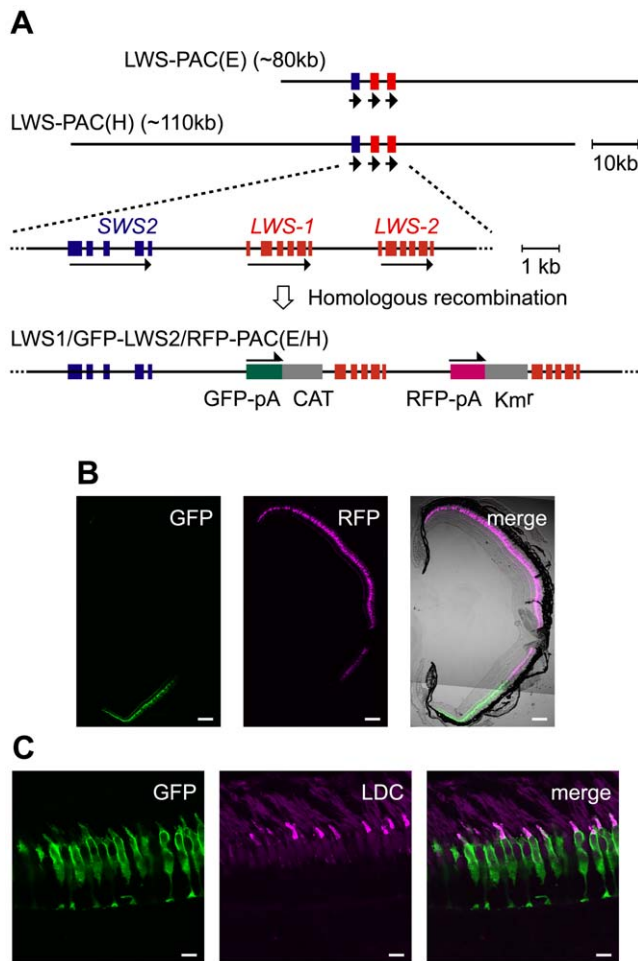 A
LWS-PAC(E) (~80kb)
LWS-PAC(H) (~110kb)
10kb
SWS2 LWS-1 LWS-2
1 kb
Homologous recombination
LWS1/GFP-LWS2/RFP-PAC(E/H)
GFP-pA CAT RFP-pA Kmr
B
GFP RFP merge
C
GFP LDC merge